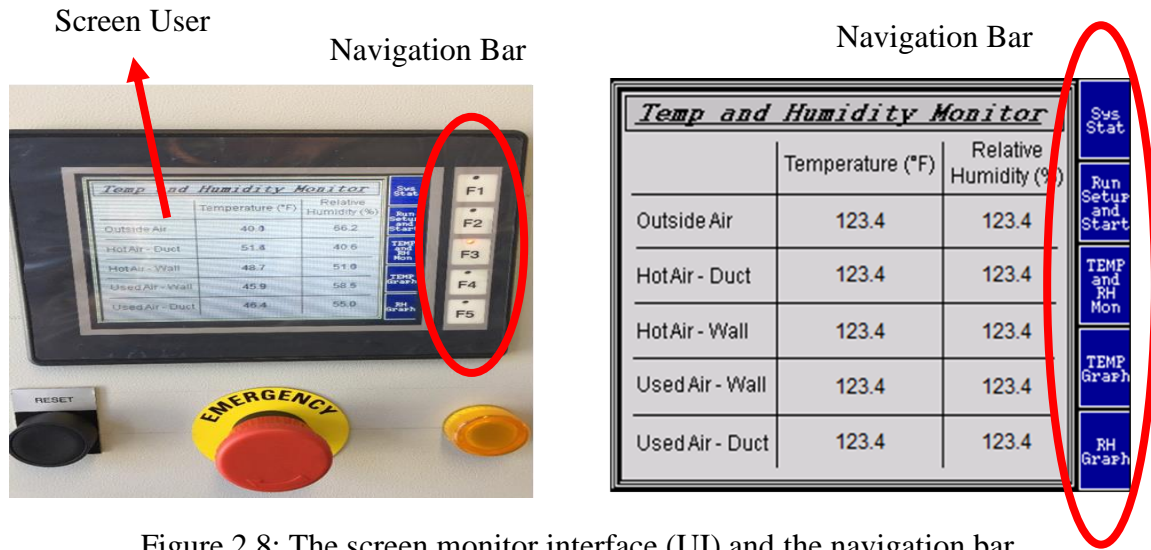 Screen User
Navigation Bar
Navigation Bar
Temp and Humidity Monitor
Temperature (°F) Relative Humidity (%)
Outside Air 40.1 66.2
Hot Air - Duct 51.4 40.6
Hot Air - Wall 48.7 51.0
Used Air - Wall 45.9 58.5
Used Air - Duct 46.4 55.0
Sys
Stat
Run
Setup
and
Start
TEMP
and
RH
Mon
TEMP
Graph
RH
Graph
F1
F2
F3
F4
F5
RESET
EMERGENCY
Temp and Humidity Monitor
Temperature (°F) Relative
Humidity (%)
Outside Air 123.4 123.4
Hot Air - Duct 123.4 123.4
Hot Air - Wall 123.4 123.4
Used Air - Wall 123.4 123.4
Used Air - Duct 123.4 123.4
Sys
Stat
Run
Setup
and
Start
TEMP
and
RH
Mon
TEMP
Graph
RH
Graph
Figure 2.8: The screen monitor interface (UI) and the navigation bar